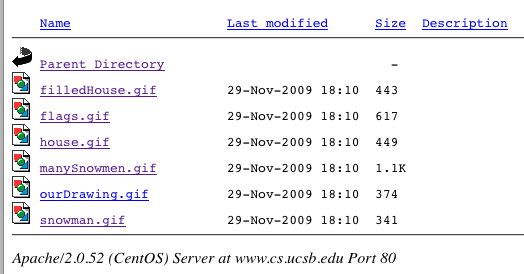 Name Last modified Size Description
Parent Directory -
filledHouse.gif 29-Nov-2009 18:10 443
flags.gif 29-Nov-2009 18:10 617
house.gif 29-Nov-2009 18:10 449
manySnowmen.gif 29-Nov-2009 18:10 1.1K
ourDrawing.gif 29-Nov-2009 18:10 374
snowman.gif 29-Nov-2009 18:10 341
Apache/2.0.52 (CentOS) Server at www.cs.ucsb.edu Port 80